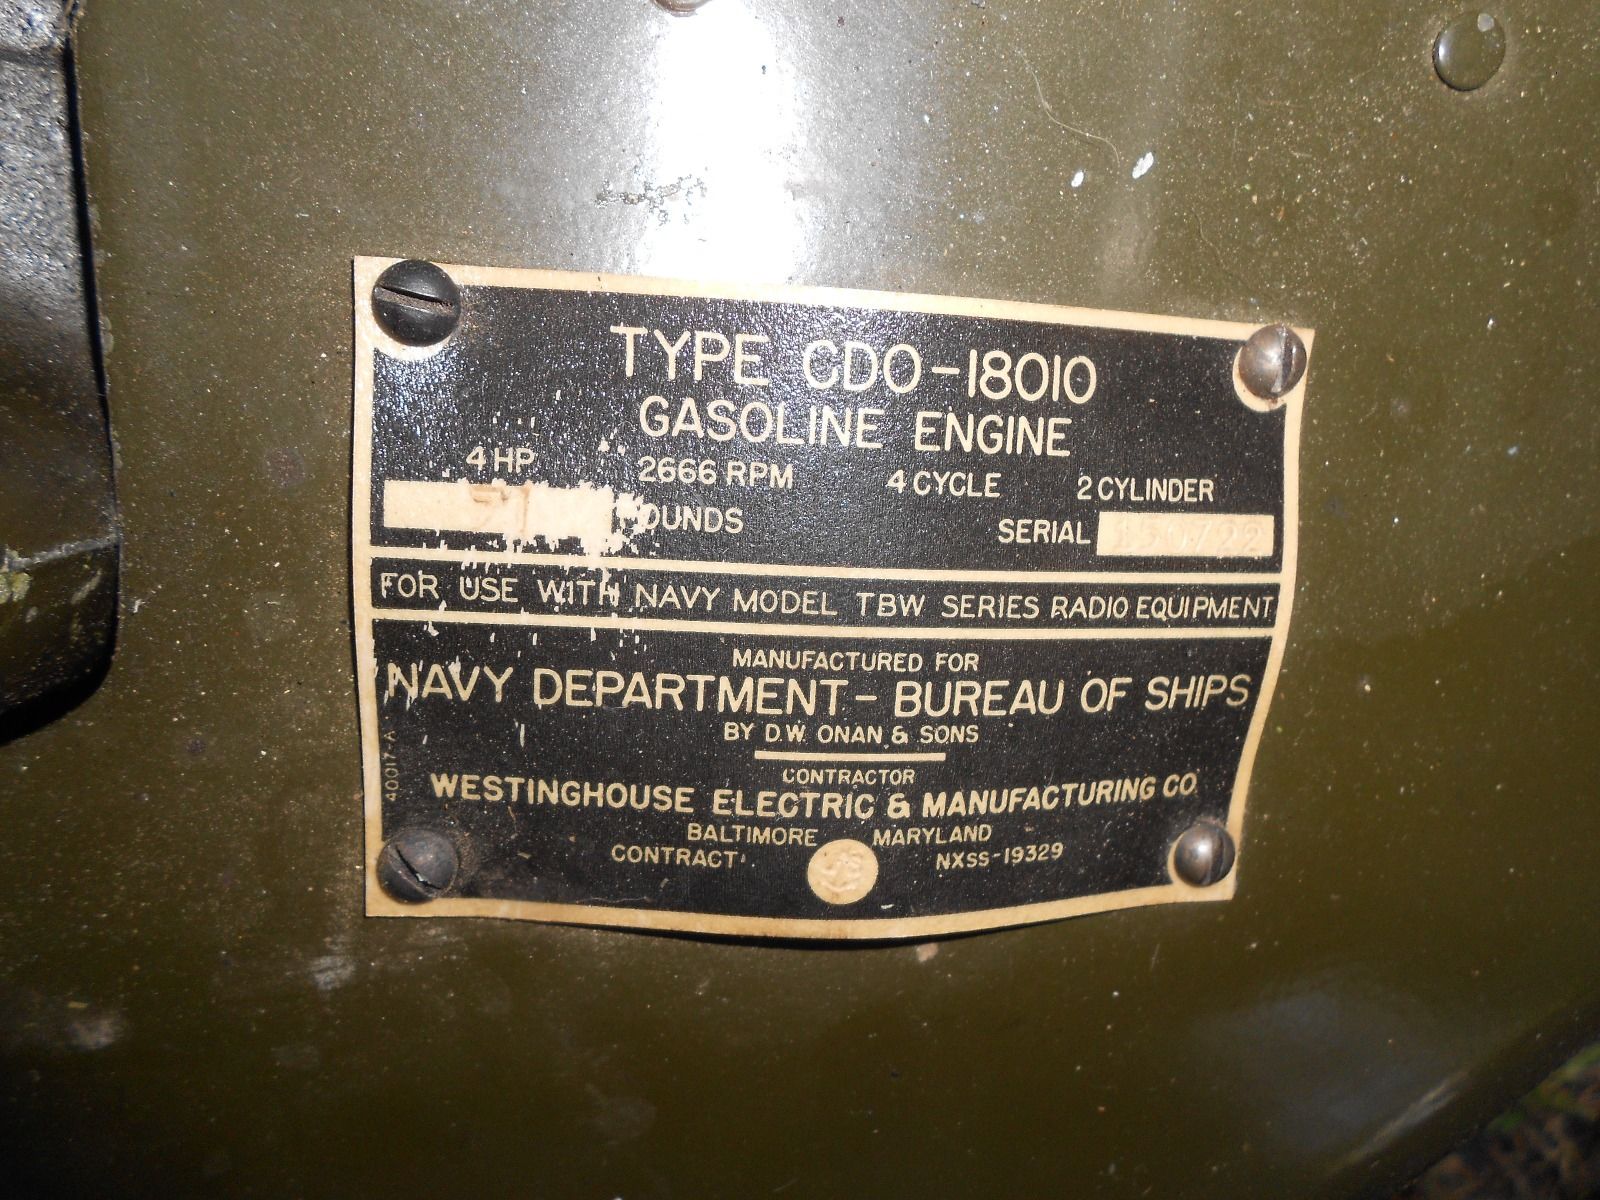 TYPE CDO-18010
GASOLINE ENGINE
4 HP 2666 RPM 4 CYCLE 2 CYLINDER
POUNDS SERIAL
FOR USE WITH NAVY MODEL TBW SERIES RADIO EQUIPMENT
MANUFACTURED FOR
NAVY DEPARTMENT - BUREAU OF SHIPS
BY D.W. ONAN & SONS
CONTRACTOR
WESTINGHOUSE ELECTRIC & MANUFACTURING CO.
BALTIMORE MARYLAND
CONTRACT NXSS-19329
40017-A